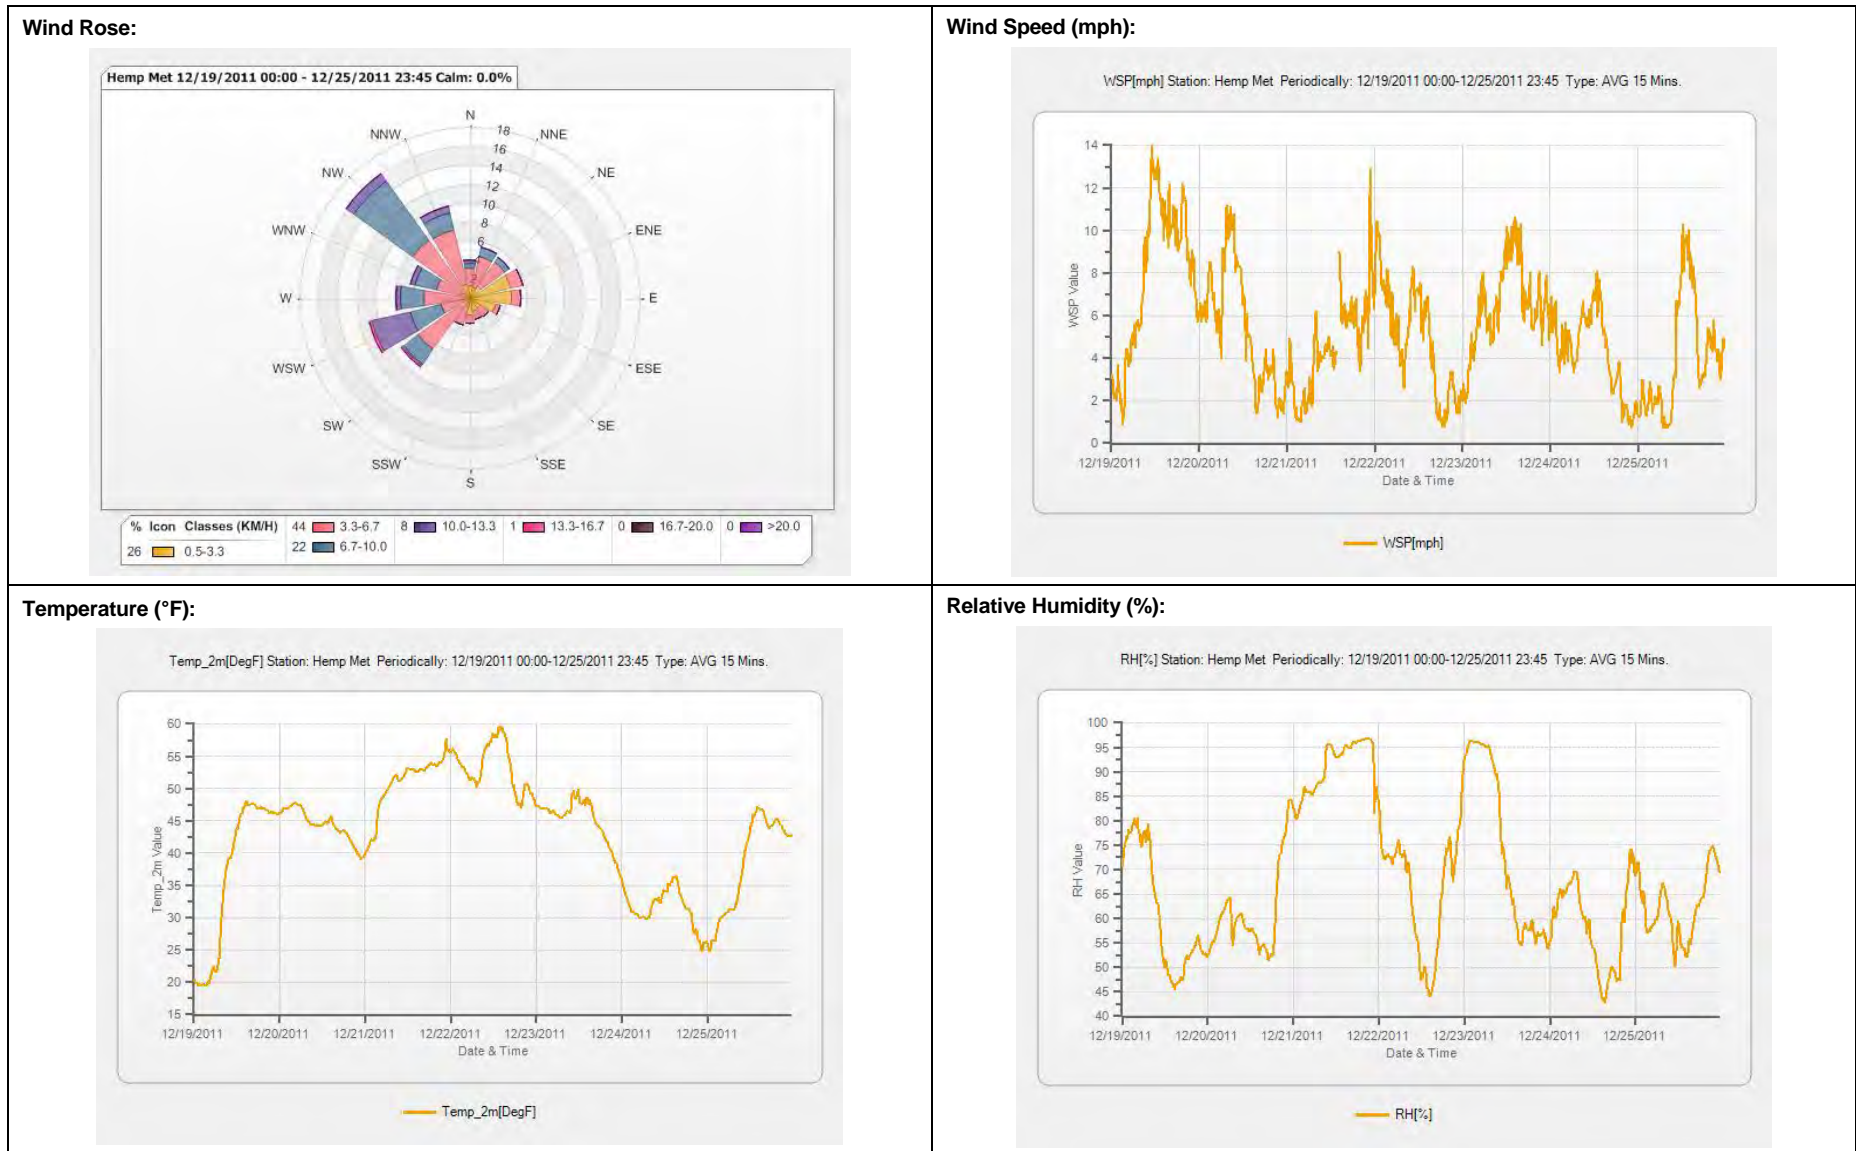 Wind Rose:
Hemp Met 12/19/2011 00:00 - 12/25/2011 23:45 Calm: 0.0%
N
NNW
18
NNE
16
NW
14
NE
12
10
8
WNW
6
ENE
W
E
WSW
ESE
SW
SE
SSW
SSE
S
% Icon Classes (KM/H)
26 0.5-3.3
44 3.3-6.7
22 6.7-10.0
8 10.0-13.3
1 13.3-16.7
0 16.7-20.0
0 >20.0
Wind Speed (mph):
WSP[mph] Station: Hemp Met Periodically: 12/19/2011 00:00-12/25/2011 23:45 Type: AVG 15 Mins.
WSP Value
14
12
10
8
6
4
2
0
12/19/2011 12/20/2011 12/21/2011 12/22/2011 12/23/2011 12/24/2011 12/25/2011
Date & Time
WSP[mph]
Temperature (°F):
Temp_2m[DegF] Station: Hemp Met Periodically: 12/19/2011 00:00-12/25/2011 23:45 Type: AVG 15 Mins.
Temp_2m Value
60
55
50
45
40
35
30
25
20
15
12/19/2011 12/20/2011 12/21/2011 12/22/2011 12/23/2011 12/24/2011 12/25/2011
Date & Time
Temp_2m[DegF]
Relative Humidity (%):
RH[%] Station: Hemp Met Periodically: 12/19/2011 00:00-12/25/2011 23:45 Type: AVG 15 Mins.
RH Value
100
95
90
85
80
75
70
65
60
55
50
45
40
12/19/2011 12/20/2011 12/21/2011 12/22/2011 12/23/2011 12/24/2011 12/25/2011
Date & Time
RH[%]